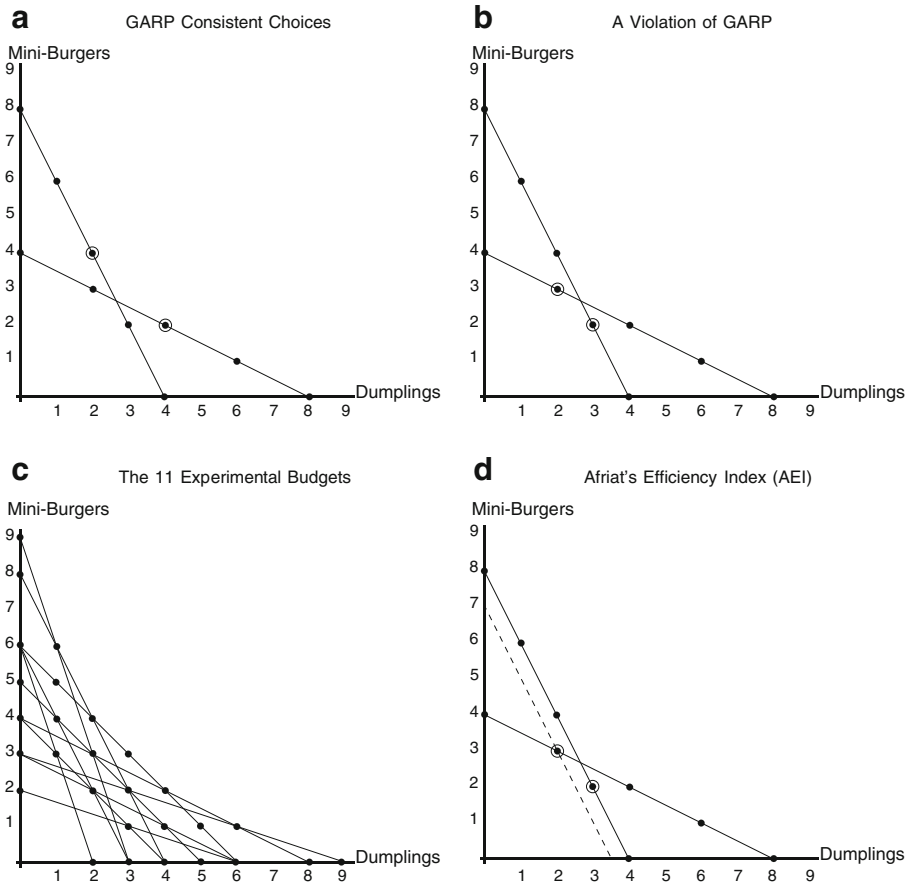 a GARP Consistent Choices
Mini-Burgers
9
8
7
6
5
4
3
2
1
Dumplings
1 2 3 4 5 6 7 8 9
b A Violation of GARP
Mini-Burgers
9
8
7
6
5
4
3
2
1
Dumplings
1 2 3 4 5 6 7 8 9
c The 11 Experimental Budgets
Mini-Burgers
9
8
7
6
5
4
3
2
1
Dumplings
1 2 3 4 5 6 7 8 9
d Afriat's Efficiency Index (AEI)
Mini-Burgers
9
8
7
6
5
4
3
2
1
Dumplings
1 2 3 4 5 6 7 8 9